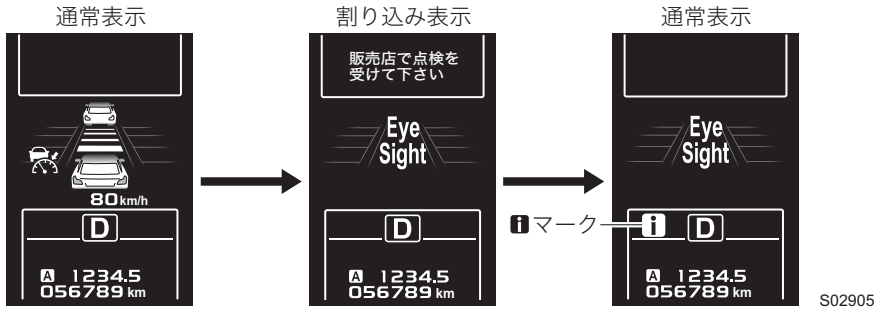 通常表示
割り込み表示
通常表示
80 km/h
D
A 1234.5
056789 km
販売店で点検を
受けて下さい
Eye
Sight
D
A 1234.5
056789 km
Eye
Sight
iマーク
i D
A 1234.5
056789 km
S02905